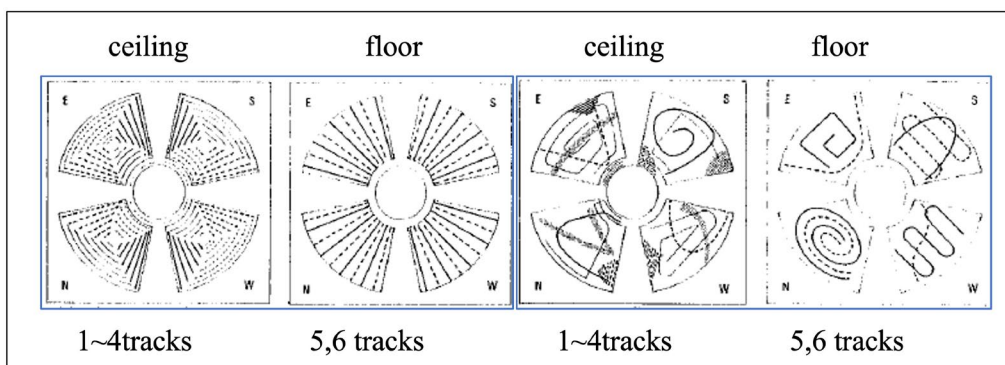 ceiling floor ceiling floor
E S E S E S E S
N W N W N W N W
1~4tracks 5,6 tracks 1~4tracks 5,6 tracks